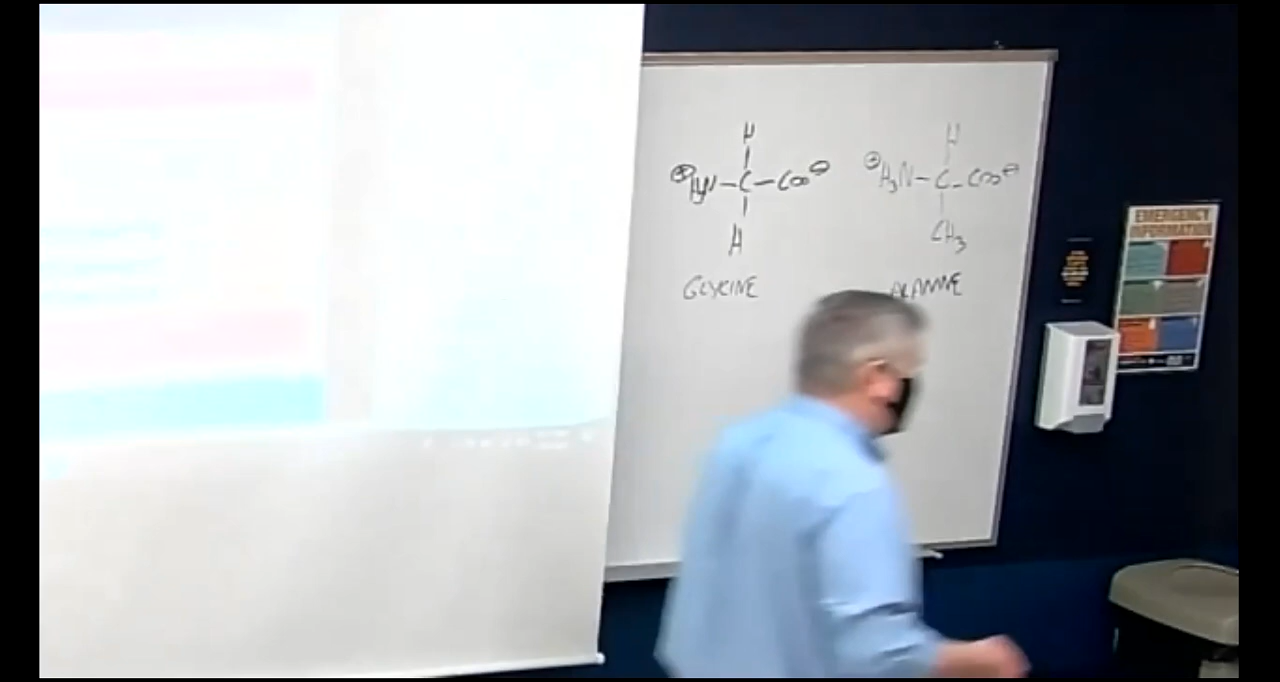 H H
⊕H₃N-C-COO⊖ ⊕H₃N-C-COO⊖
H CH₃
GLYCINE ALANINE
EMERGENCY
INFORMATION